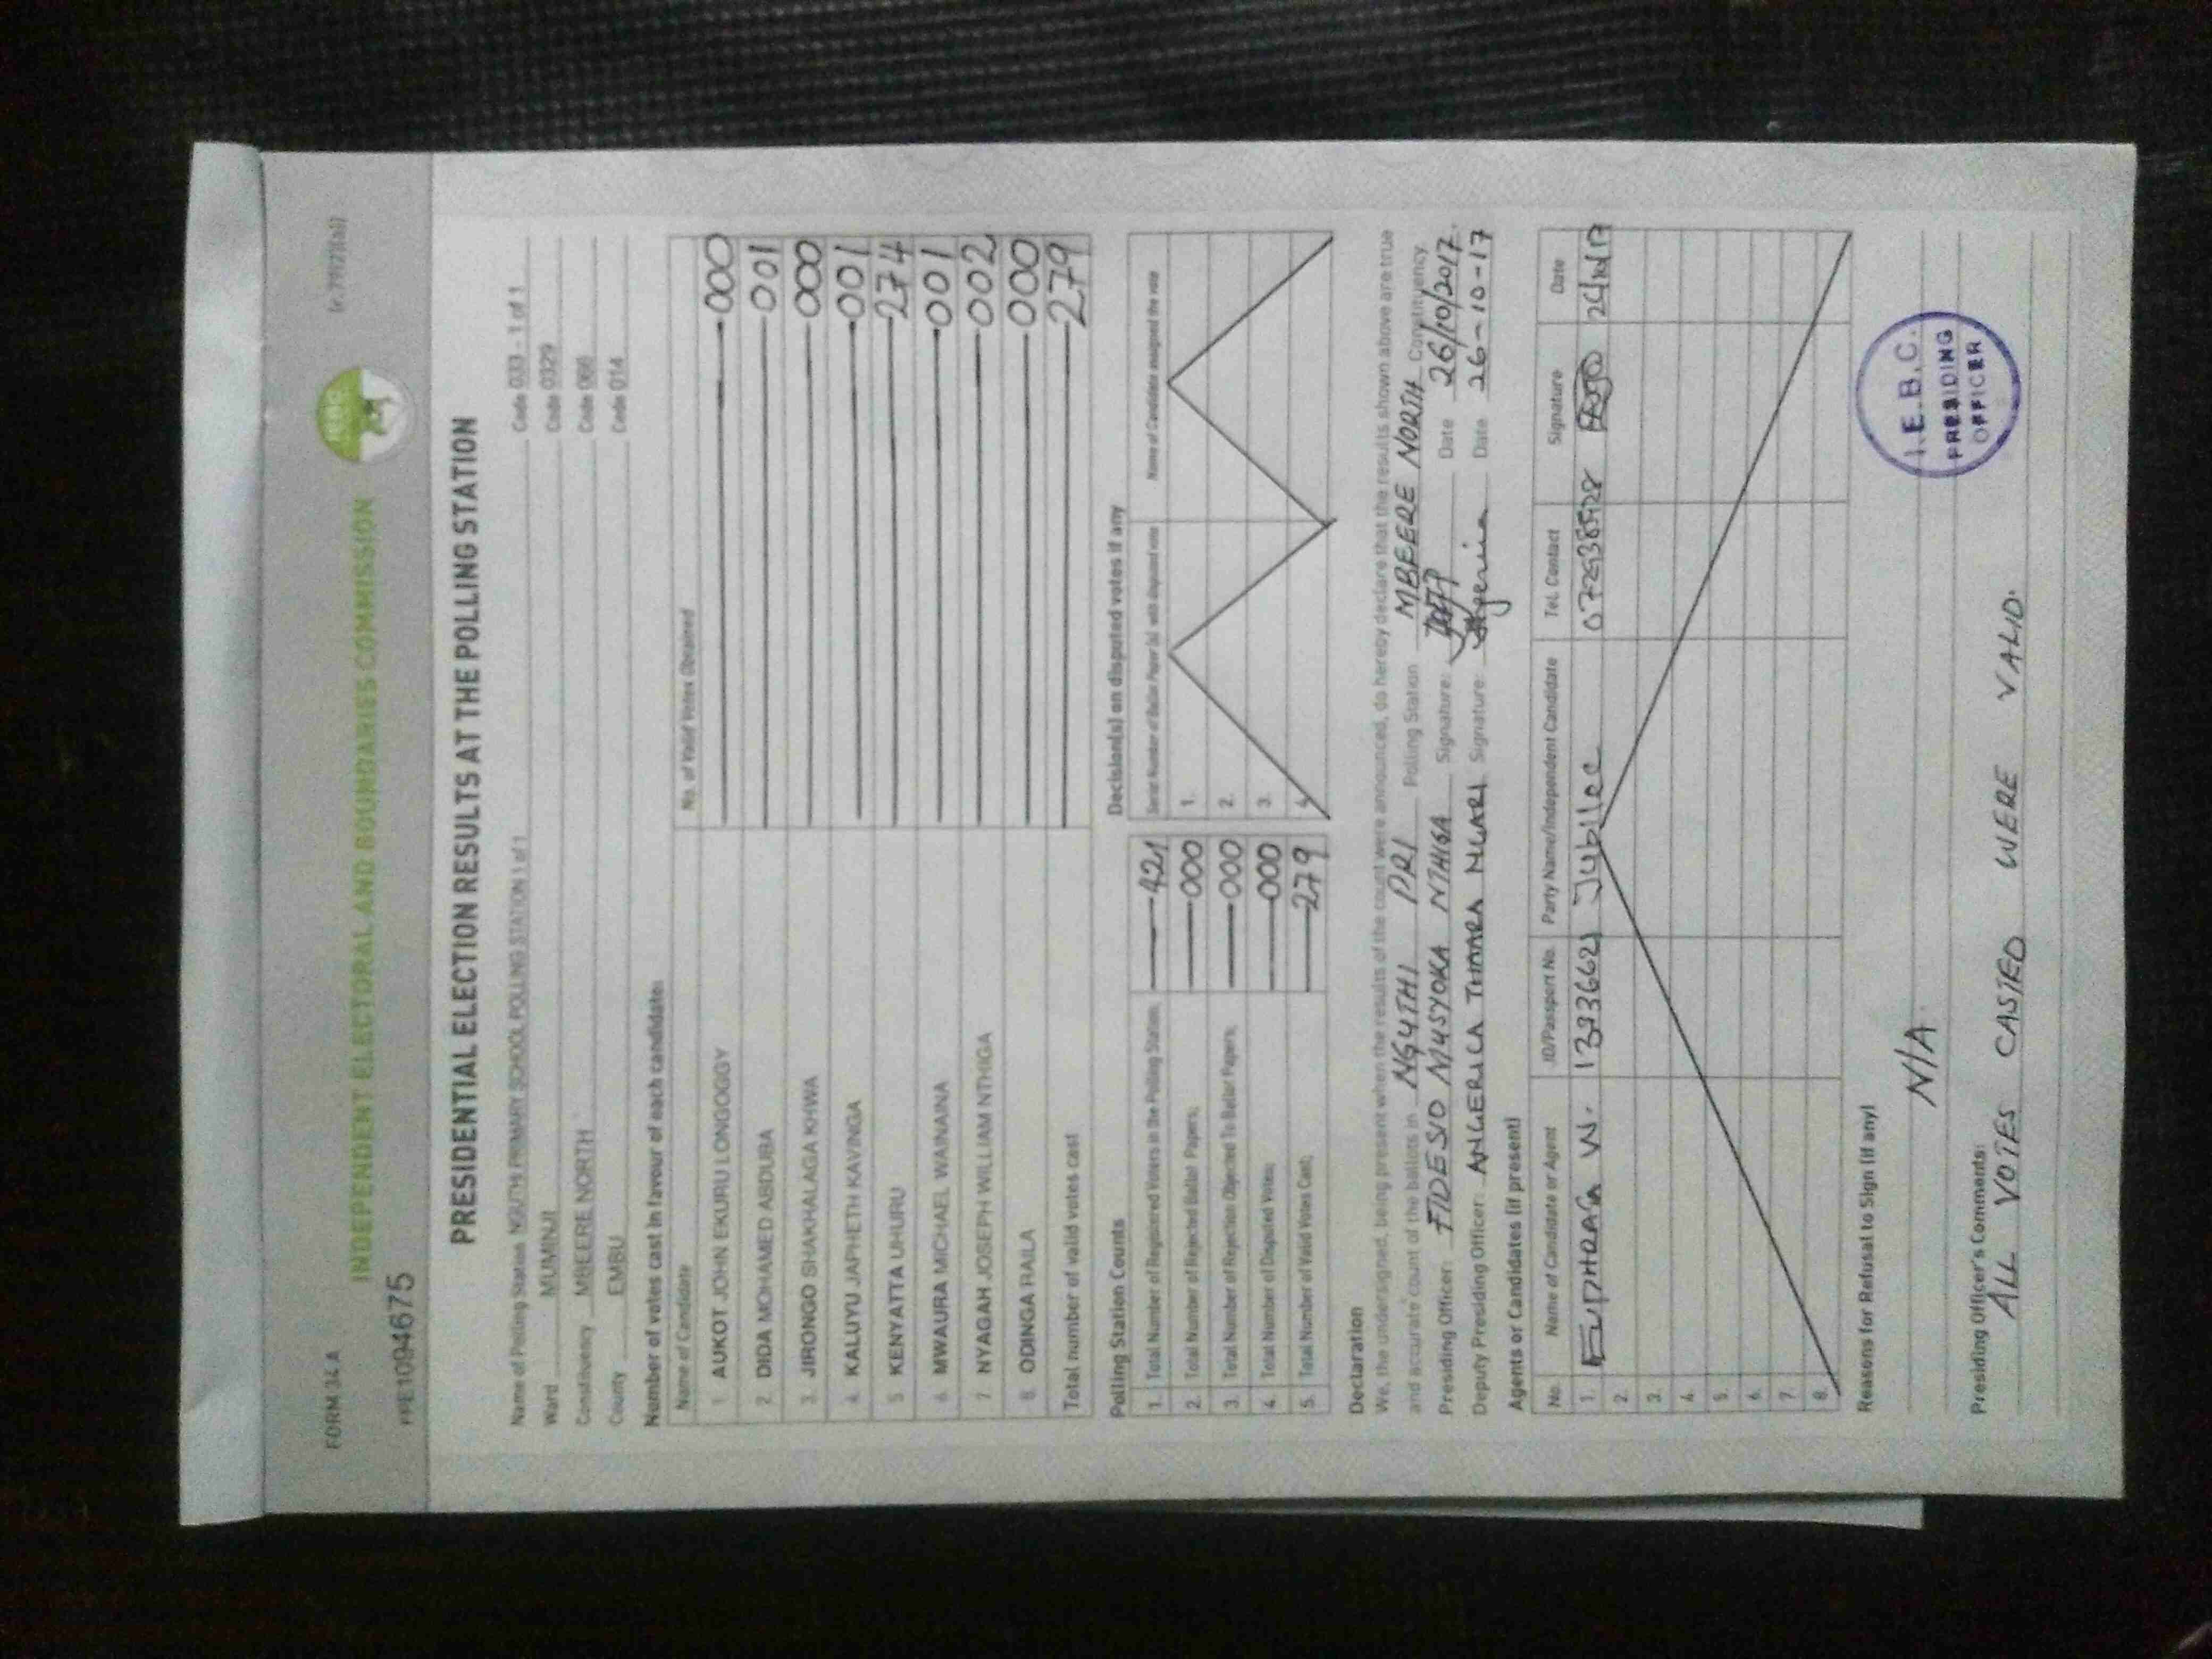 FORM 34A
(r.79(2)(a))
INDEPENDENT ELECTORAL AND BOUNDARIES COMMISSION
IEBC
PRE1094675
PRESIDENTIAL ELECTION RESULTS AT THE POLLING STATION
Name of Polling Station NGUTHI PRIMARY SCHOOL POLLING STATION 1 of 1 Code 033 - 1 of 1
Ward MUMINJI Code 0329
Constituency MBEERE NORTH Code 066
County EMBU Code 014
Number of votes cast in favour of each candidate:
Name of Candidate No. of Valid Votes Obtained
1 AUKOT JOHN EKURU LONGOGGY 000
2. DIDA MOHAMED ABDUBA 001
3. JIRONGO SHAKHALAGA KHWA 000
4. KALUYU JAPHETH KAVINGA 001
5 KENYATTA UHURU 274
6 MWAURA MICHAEL WAINAINA 001
7 NYAGAH JOSEPH WILLIAM NTHIGA 002
8. ODINGA RAILA 000
Total number of valid votes cast 279
Polling Station Counts
1. Total Number of Registered Voters in the Polling Station; 421
2. Total Number of Rejected Ballot Papers; 000
3. Total Number of Rejection Objected To Ballot Papers; 000
4. Total Number of Disputed Votes; 000
5. Total Number of Valid Votes Cast; 279
Decision(s) on disputed votes if any
Serial Number of Ballot Paper (s) with disputed vote Name of Candidate assigned the vote
1.
2.
3.
4.
Declaration
We, the undersigned, being present when the results of the count were announced, do hereby declare that the results shown above are true
and accurate count of the ballots in NGUTHI PRI Polling Station MBEERE NORTH Constituency.
Presiding Officer: FIDESIO MUSYOKA NTHIGA Signature: Date 26/10/2017
Deputy Presiding Officer: ANGERICA THAARA NGARI Signature: Date 26-10-17
Agents or Candidates (if present)
No. Name of Candidate or Agent ID/Passport No. Party Name/Independent Candidate Tel. Contact Signature Date
1. EUPHRAG W. Jubilee
2.
3.
4.
5.
6.
7.
8.
Reasons for Refusal to Sign (if any)
N/A
Presiding Officer's Comments:
ALL VOTES CASTED WERE VALID.
I.E.B.C.
PRESIDING
OFFICER